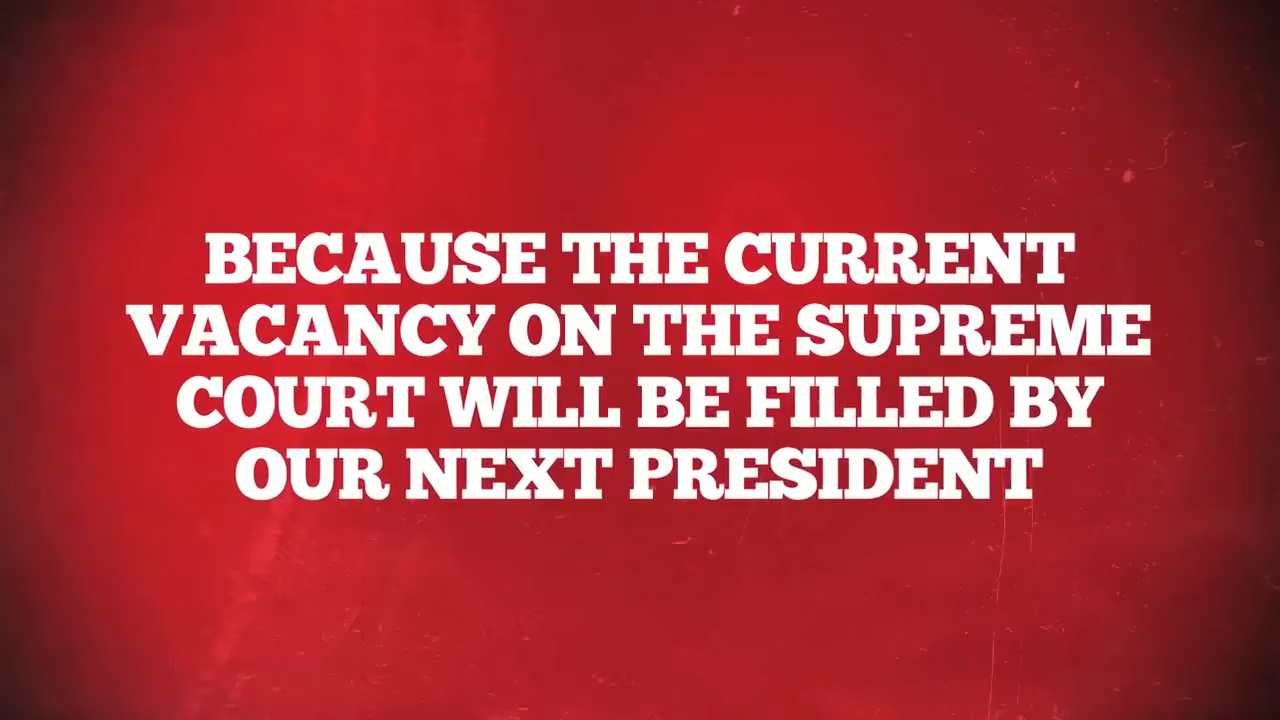 BECAUSE THE CURRENT
VACANCY ON THE SUPREME
COURT WILL BE FILLED BY
OUR NEXT PRESIDENT